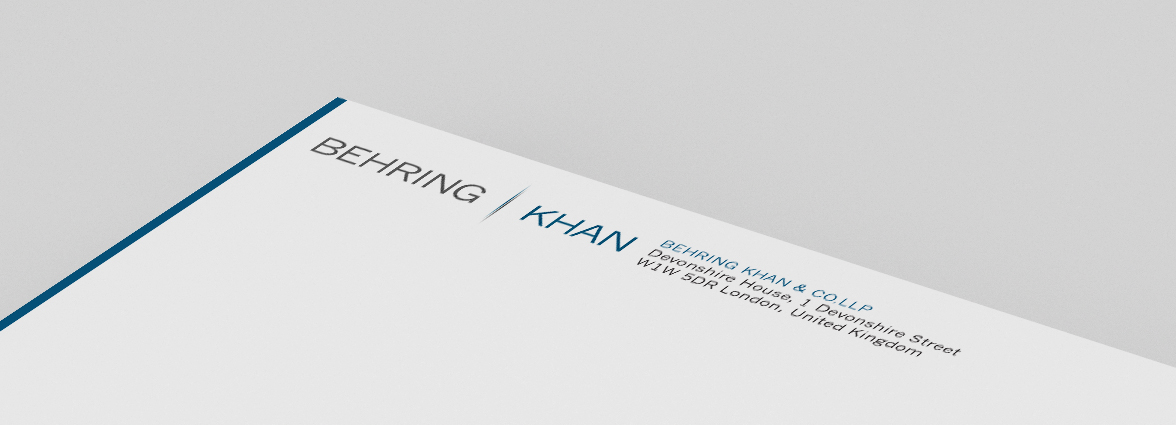 BEHRING / KHAN
BEHRING KHAN & CO.LLP
Devonshire House, 1 Devonshire Street
W1W 5DR London, United Kingdom